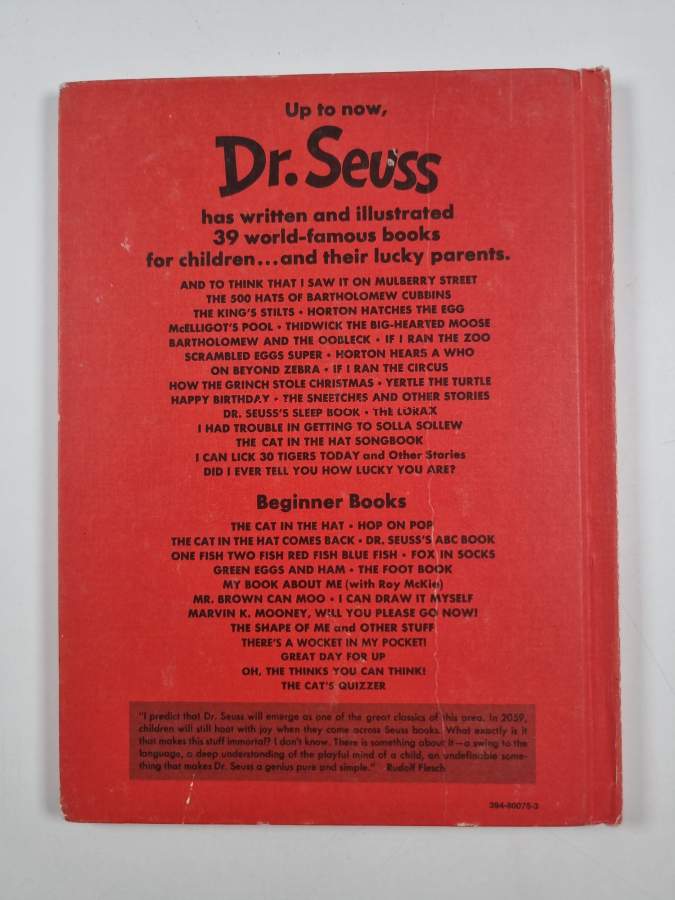 Up to now,
Dr. Seuss
has written and illustrated
39 world-famous books
for children...and their lucky parents.
AND TO THINK THAT I SAW IT ON MULBERRY STREET
THE 500 HATS OF BARTHOLOMEW CUBBINS
THE KING'S STILTS • HORTON HATCHES THE EGG
McELLIGOT'S POOL • THIDWICK THE BIG-HEARTED MOOSE
BARTHOLOMEW AND THE OOBLECK • IF I RAN THE ZOO
SCRAMBLED EGGS SUPER • HORTON HEARS A WHO
ON BEYOND ZEBRA • IF I RAN THE CIRCUS
HOW THE GRINCH STOLE CHRISTMAS • YERTLE THE TURTLE
HAPPY BIRTHDAY • THE SNEETCHES AND OTHER STORIES
DR. SEUSS'S SLEEP BOOK • THE LORAX
I HAD TROUBLE IN GETTING TO SOLLA SOLLEW
THE CAT IN THE HAT SONGBOOK
I CAN LICK 30 TIGERS TODAY and Other Stories
DID I EVER TELL YOU HOW LUCKY YOU ARE?
Beginner Books
THE CAT IN THE HAT • HOP ON POP
THE CAT IN THE HAT COMES BACK • DR. SEUSS'S ABC BOOK
ONE FISH TWO FISH RED FISH BLUE FISH • FOX IN SOCKS
GREEN EGGS AND HAM • THE FOOT BOOK
MY BOOK ABOUT ME (with Roy McKie)
MR. BROWN CAN MOO • I CAN DRAW IT MYSELF
MARVIN K. MOONEY, WILL YOU PLEASE GO NOW!
THE SHAPE OF ME and OTHER STUFF
THERE'S A WOCKET IN MY POCKET!
GREAT DAY FOR UP
OH, THE THINKS YOU CAN THINK!
THE CAT'S QUIZZER
"I predict that Dr. Seuss will emerge as one of the great classics of this area. In 2059,
children will still hoot with joy when they come across Seuss books. What exactly is it
that makes this stuff immortal? I don't know. There is something about it—a swing to the
language, a deep understanding of the playful mind of a child, an undefinable some-
thing that makes Dr. Seuss a genius pure and simple." Rudolf Flesch
394-80075-3